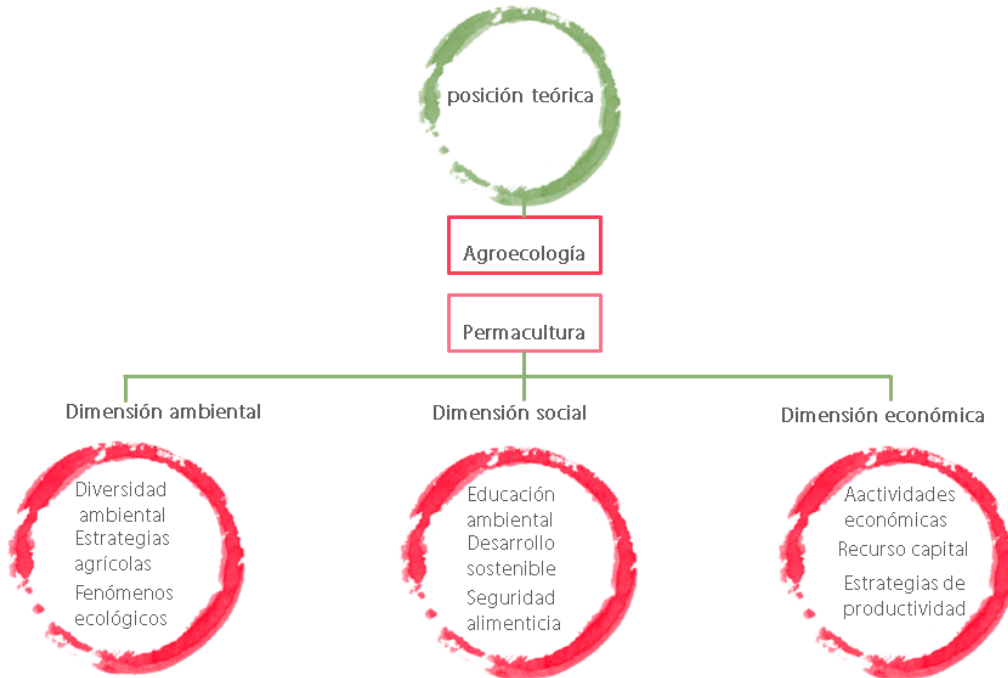 posición teórica
Agroecología
Permacultura
Dimensión ambiental
Dimensión social
Dimensión económica
Diversidad
ambiental
Estrategias
agrícolas
Fenómenos
ecológicos
Educación
ambiental
Desarrollo
sostenible
Seguridad
alimenticia
Aactividades
económicas
Recurso capital
Estrategias de
productividad